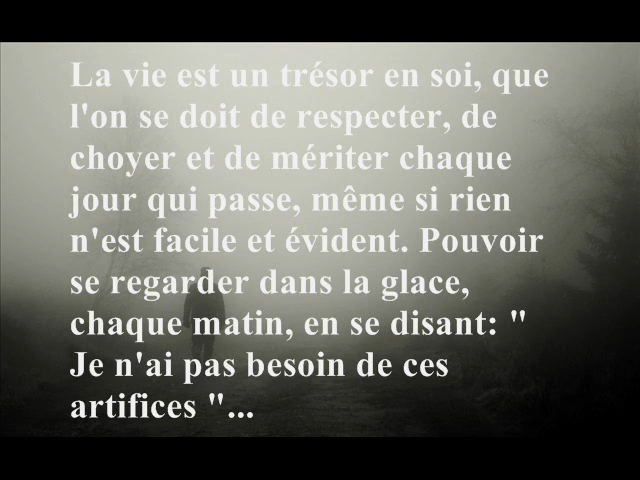 La vie est un trésor en soi, que
l'on se doit de respecter, de
choyer et de mériter chaque
jour qui passe, même si rien
n'est facile et évident. Pouvoir
se regarder dans la glace,
chaque matin, en se disant: "
Je n'ai pas besoin de ces
artifices "...